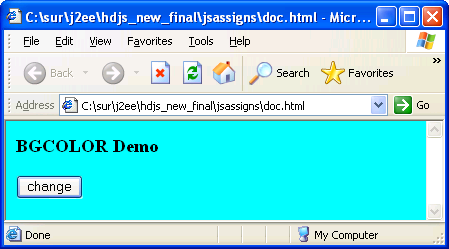 C:\sur\j2ee\hdjs_new_final\jsassigns\doc.html - Micr...
File Edit View Favorites Tools Help
Back Search Favorites
Address C:\sur\j2ee\hdjs_new_final\jsassigns\doc.html Go
BGCOLOR Demo
change
Done My Computer